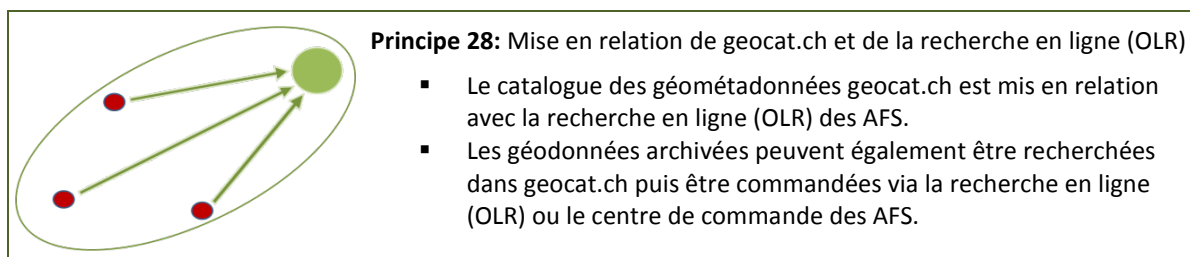 Principe 28: Mise en relation de geocat.ch et de la recherche en ligne (OLR)
▪ Le catalogue des géométadonnées geocat.ch est mis en relation
avec la recherche en ligne (OLR) des AFS.
▪ Les géodonnées archivées peuvent également être recherchées
dans geocat.ch puis être commandées via la recherche en ligne
(OLR) ou le centre de commande des AFS.